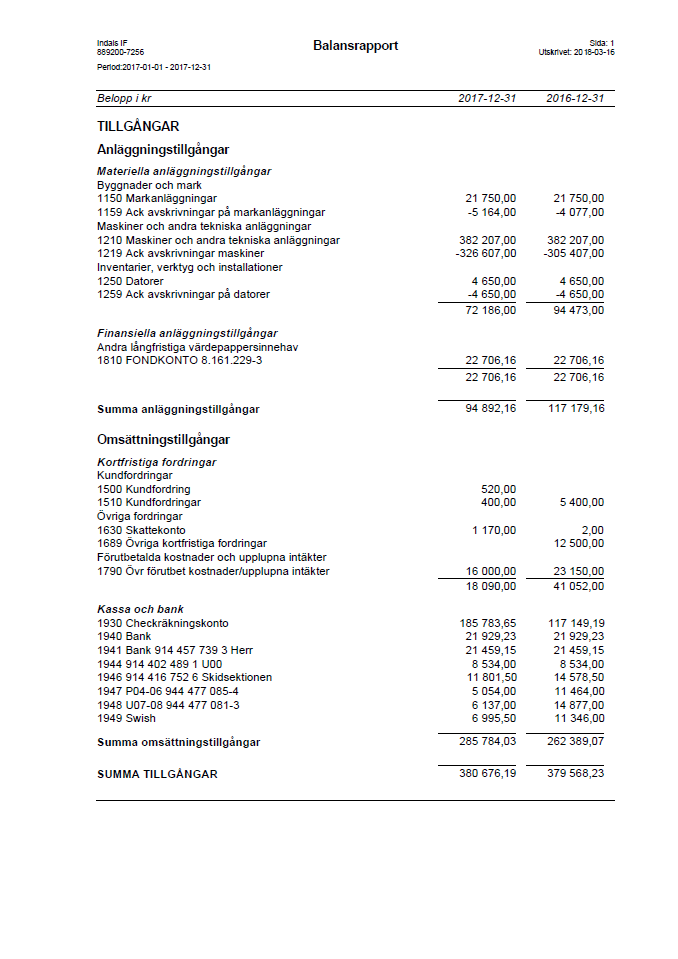 Indals IF
Balansrapport
Sida: 1
889200-7256
Utskrivet: 2018-03-16
Period:2017-01-01 - 2017-12-31
Belopp i kr 2017-12-31 2016-12-31
TILLGÅNGAR
Anläggningstillgångar
Materiella anläggningstillgångar
Byggnader och mark
1150 Markanläggningar 21 750,00 21 750,00
1159 Ack avskrivningar på markanläggningar -5 164,00 -4 077,00
Maskiner och andra tekniska anläggningar
1210 Maskiner och andra tekniska anläggningar 382 207,00 382 207,00
1219 Ack avskrivningar maskiner -326 607,00 -305 407,00
Inventarier, verktyg och installationer
1250 Datorer 4 650,00 4 650,00
1259 Ack avskrivningar på datorer -4 650,00 -4 650,00
72 186,00 94 473,00
Finansiella anläggningstillgångar
Andra långfristiga värdepappersinnehav
1810 FONDKONTO 8.161.229-3 22 706,16 22 706,16
22 706,16 22 706,16
Summa anläggningstillgångar 94 892,16 117 179,16
Omsättningstillgångar
Kortfristiga fordringar
Kundfordringar
1500 Kundfordring 520,00
1510 Kundfordringar 400,00 5 400,00
Övriga fordringar
1630 Skattekonto 1 170,00 2,00
1689 Övriga kortfristiga fordringar 12 500,00
Förutbetalda kostnader och upplupna intäkter
1790 Övr förutbet kostnader/upplupna intäkter 16 000,00 23 150,00
18 090,00 41 052,00
Kassa och bank
1930 Checkräkningskonto 185 783,65 117 149,19
1940 Bank 21 929,23 21 929,23
1941 Bank 914 457 739 3 Herr 21 459,15 21 459,15
1944 914 402 489 1 U00 8 534,00 8 534,00
1946 914 416 752 6 Skidsektionen 11 801,50 14 578,50
1947 P04-06 944 477 085-4 5 054,00 11 464,00
1948 U07-08 944 477 081-3 6 137,00 14 877,00
1949 Swish 6 995,50 11 346,00
Summa omsättningstillgångar 285 784,03 262 389,07
SUMMA TILLGÅNGAR 380 676,19 379 568,23